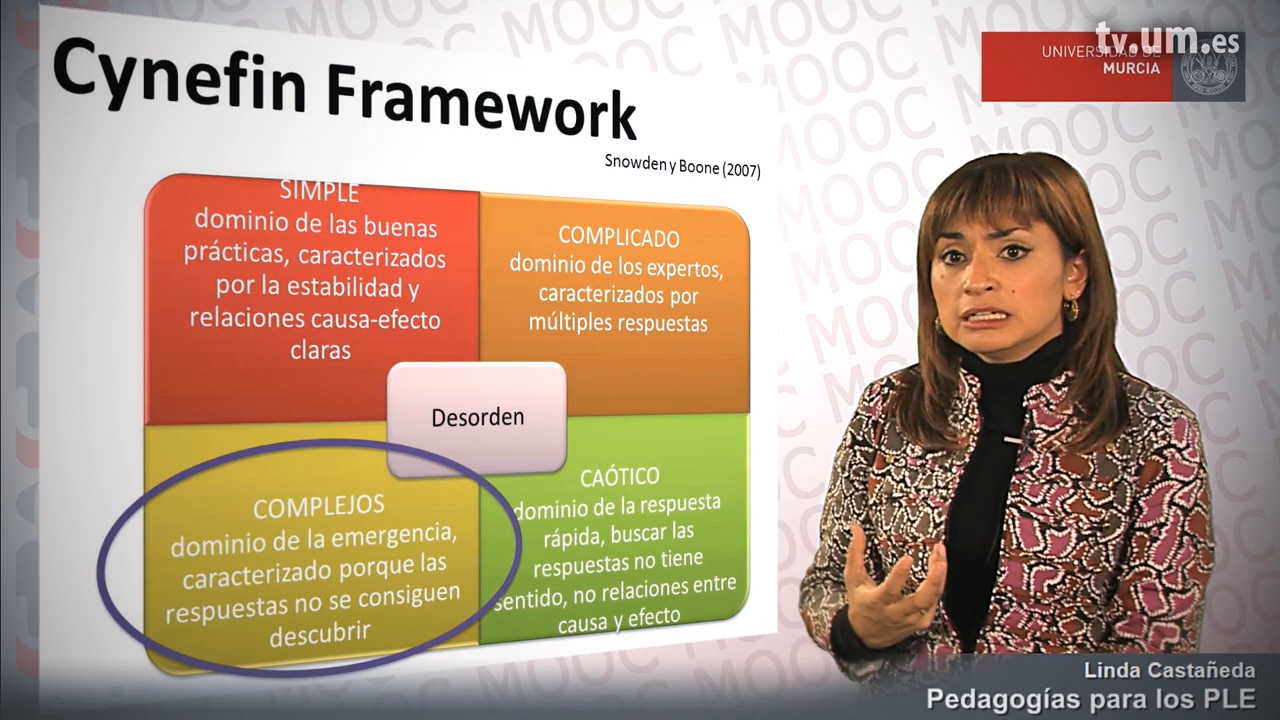 Cynefin Framework
Snowden y Boone (2007)
SIMPLE
dominio de las buenas
prácticas, caracterizados
por la estabilidad y
relaciones causa-efecto
claras
COMPLICADO
dominio de los expertos,
caracterizados por
múltiples respuestas
Desorden
COMPLEJOS
dominio de la emergencia,
caracterizado porque las
respuestas no se consiguen
descubrir
CAÓTICO
dominio de la respuesta
rápida, buscar las
respuestas no tiene
sentido, no relaciones entre
causa y efecto
tv.um.es
UNIVERSIDAD DE
MURCIA
MOOC MOOC MOOC
Linda Castañeda
Pedagogías para los PLE